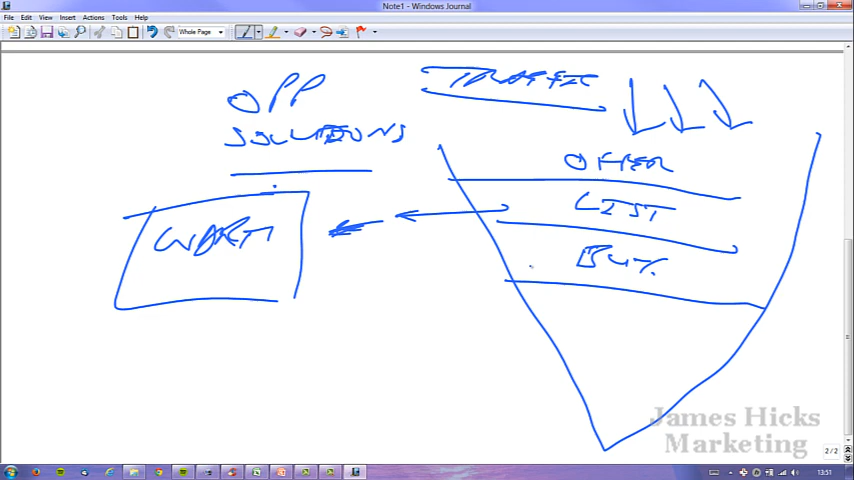 Note1 - Windows Journal
File Edit View Insert Actions Tools Help
Whole Page
OPP
SOLUTIONS
TRAFFIC
OFFER
LIST
BUY.
WARM
James Hicks
Marketing
2 / 2
13:51